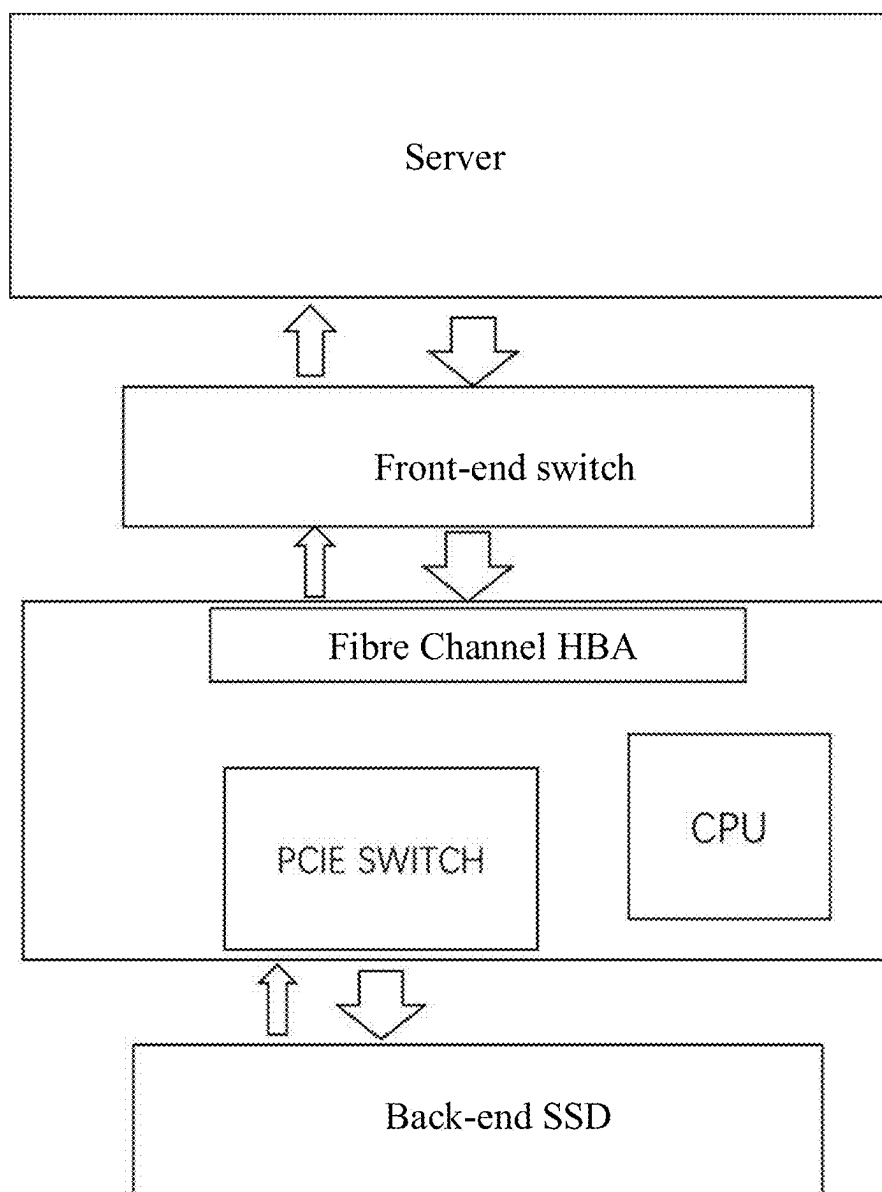 Server
Front-end switch
Fibre Channel HBA
CPU
PCIE SWITCH
Back-end SSD